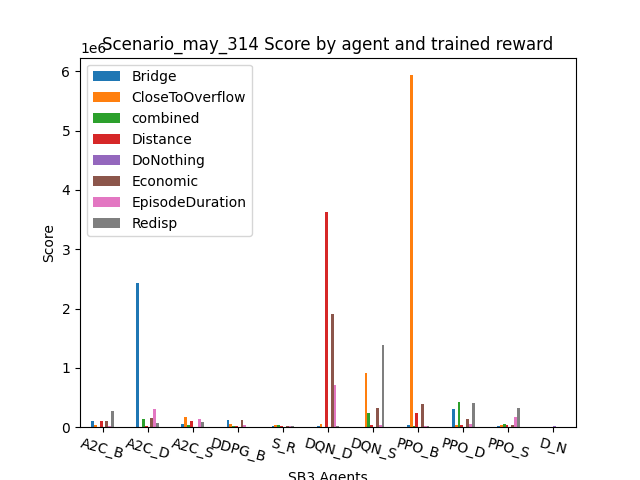 Scenario_may_314 Score by agent and trained reward
1e6
Bridge
CloseToOverflow
combined
Distance
DoNothing
Economic
EpisodeDuration
Redisp
6
5
4
3
2
1
0
Score
A2C_B A2C_D A2C_S DDPG_B S_R DQN_D DQN_S PPO_B PPO_D PPO_S D_N
SB3 Agents